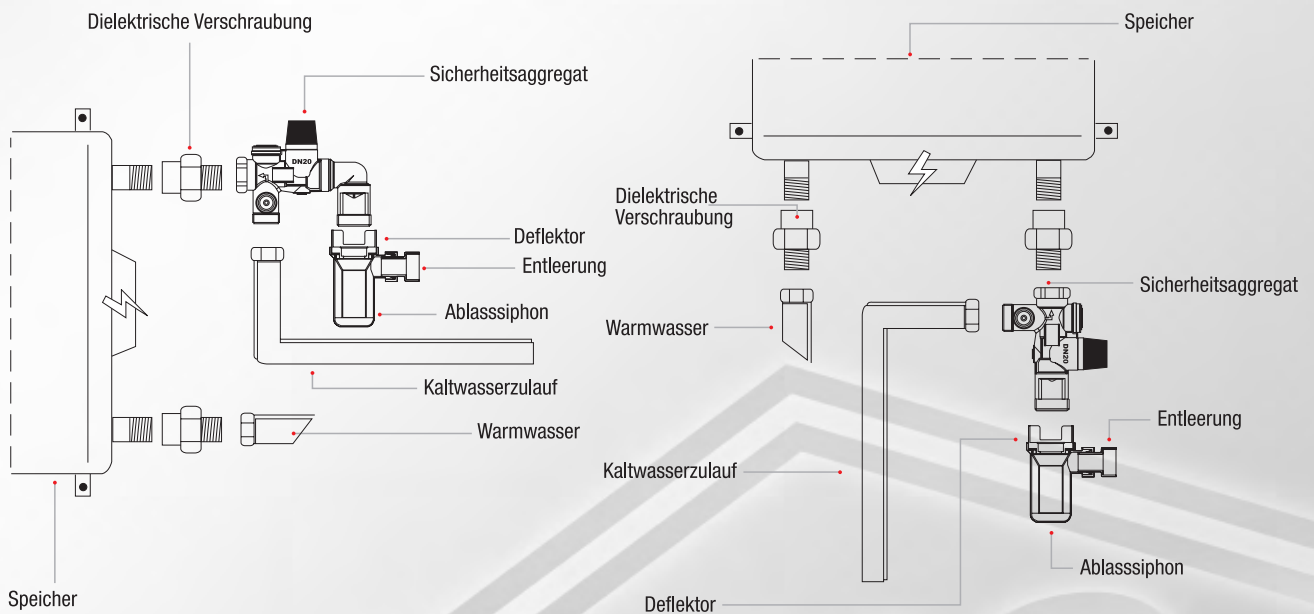 Dielektrische Verschraubung
Sicherheitsaggregat
DN20
Deflektor
Entleerung
Ablasssiphon
Kaltwasserzulauf
Warmwasser
Speicher
Speicher
Dielektrische
Verschraubung
Sicherheitsaggregat
DN20
Warmwasser
Entleerung
Kaltwasserzulauf
Ablasssiphon
Deflektor